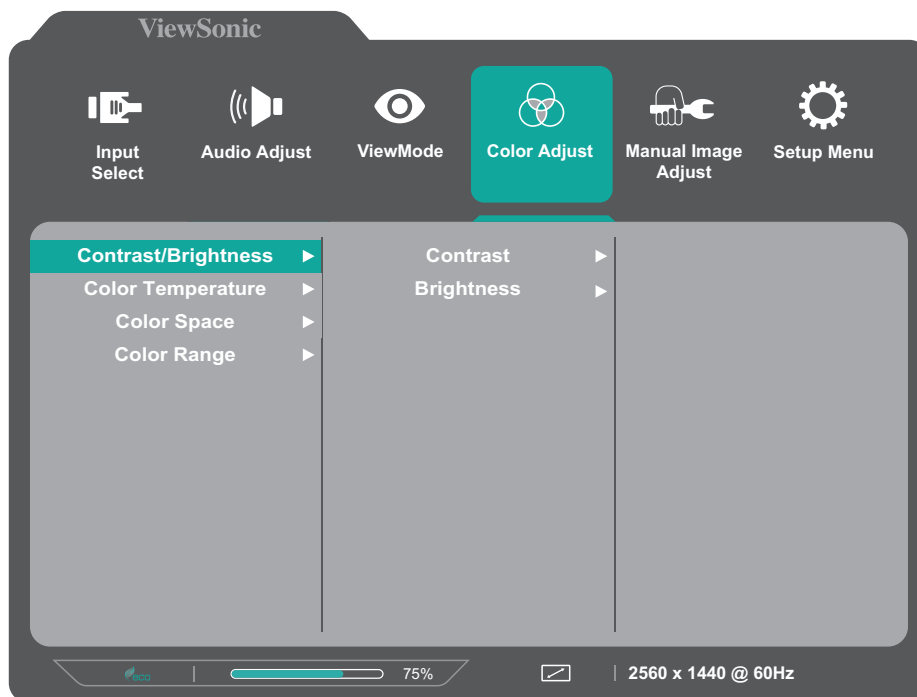 ViewSonic
Input
Select
Audio Adjust
ViewMode
Color Adjust
Manual Image
Adjust
Setup Menu
Contrast/Brightness
Color Temperature
Color Space
Color Range
Contrast
Brightness
eco
75%
2560 x 1440 @ 60Hz